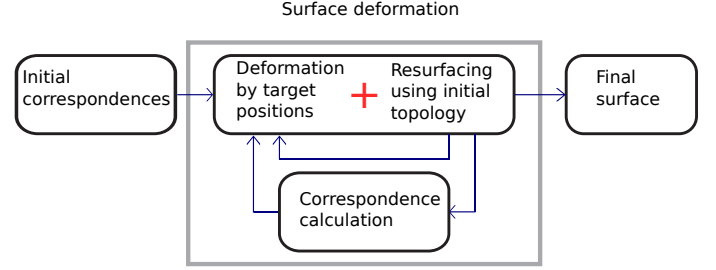 Surface deformation
Initial
correspondences
Deformation
by target
positions
+
Resurfacing
using initial
topology
Final
surface
Correspondence
calculation